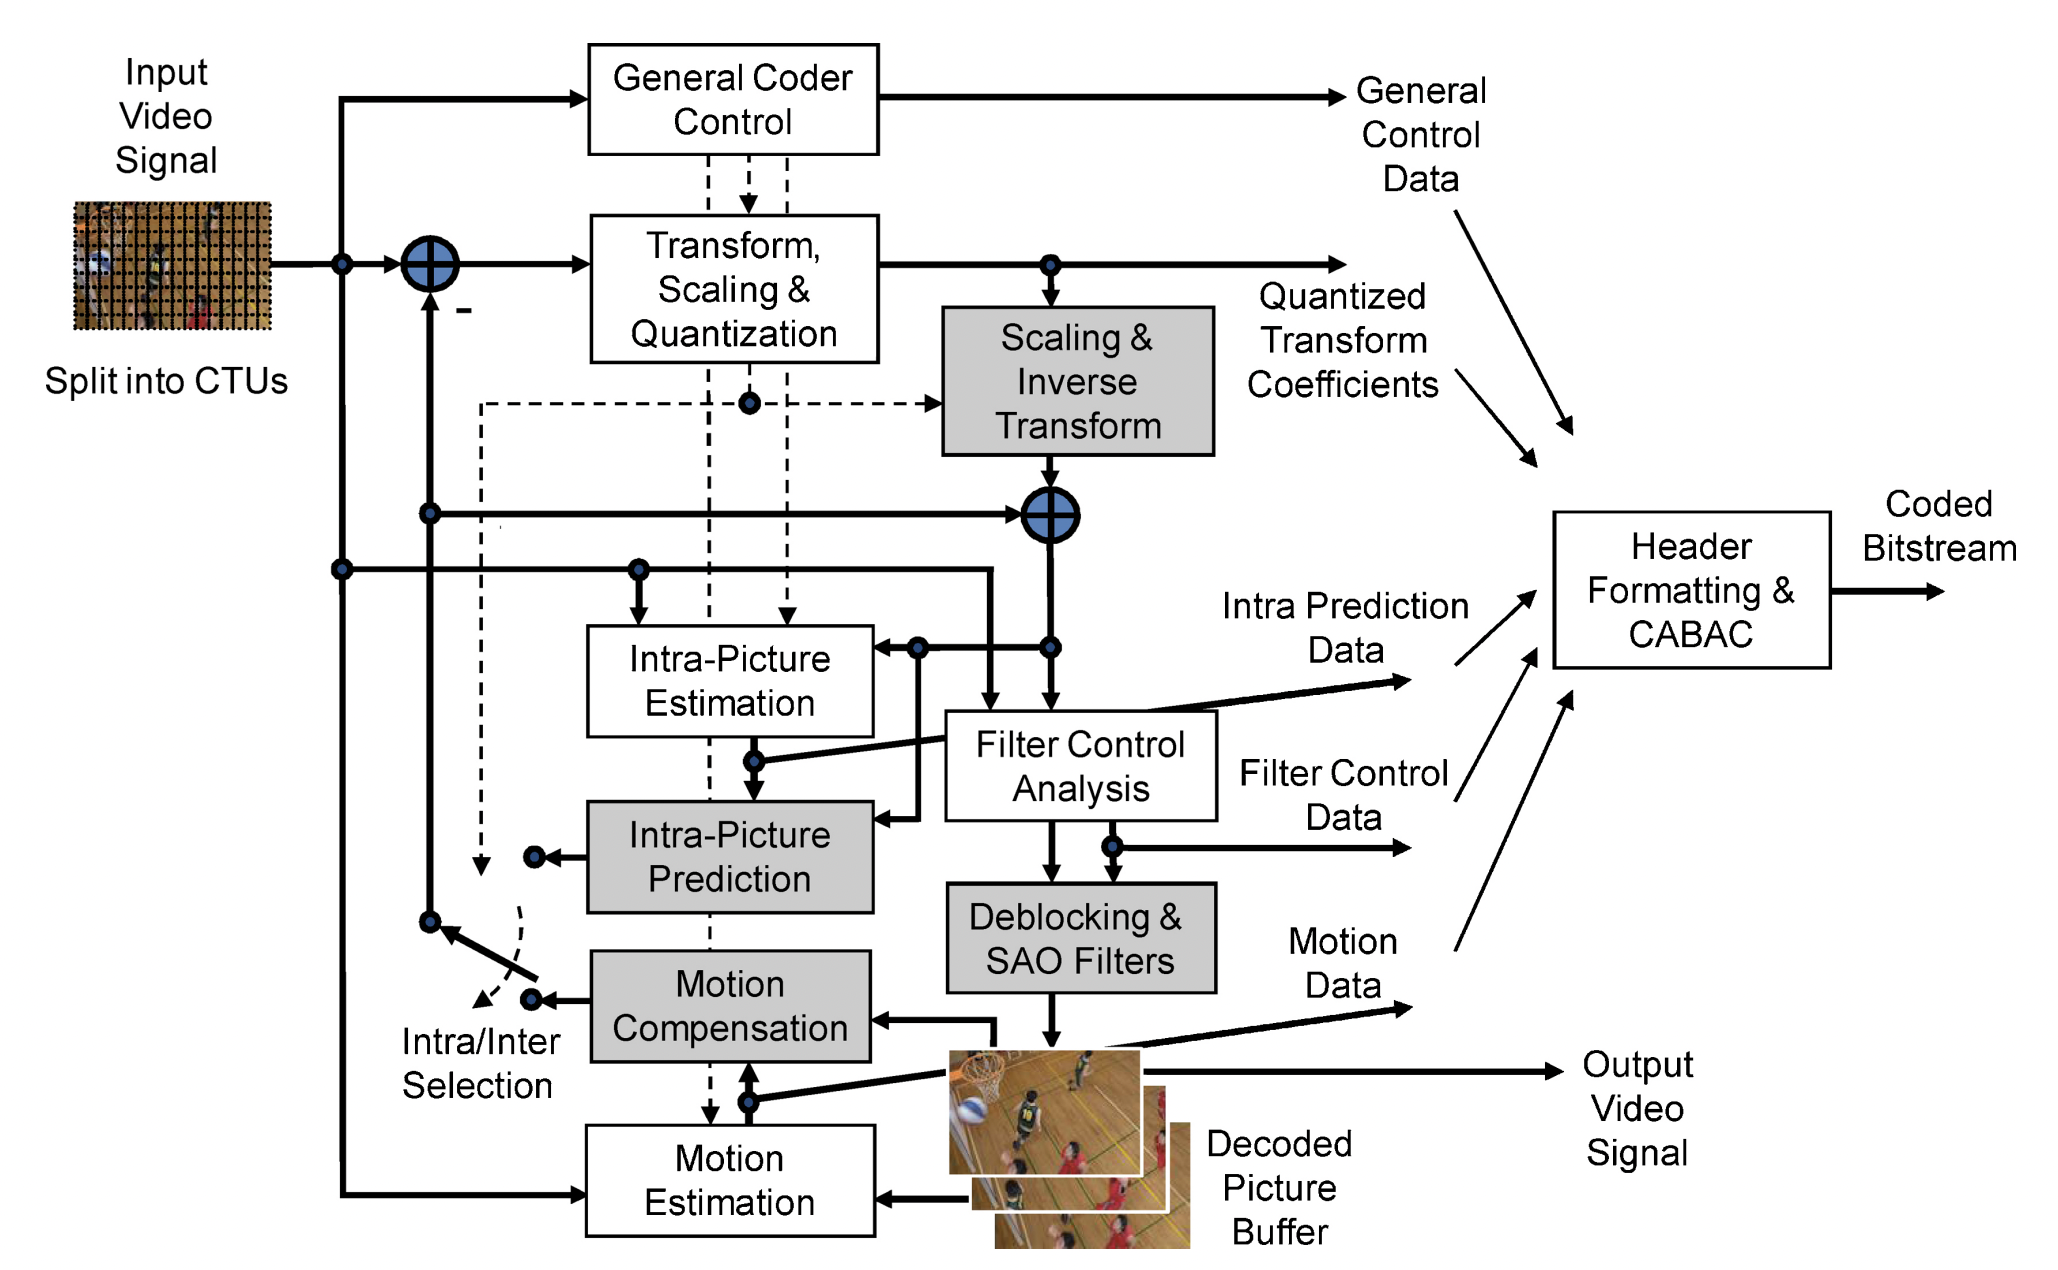 Input
Video
Signal
Split into CTUs
General Coder
Control
Transform,
Scaling &
Quantization
-
Scaling &
Inverse
Transform
General
Control
Data
Quantized
Transform
Coefficients
Intra-Picture
Estimation
Intra-Picture
Prediction
Filter Control
Analysis
Deblocking &
SAO Filters
Motion
Compensation
Intra/Inter
Selection
Motion
Estimation
Intra Prediction
Data
Filter Control
Data
Motion
Data
Header
Formatting &
CABAC
Coded
Bitstream
Output
Video
Signal
Decoded
Picture
Buffer